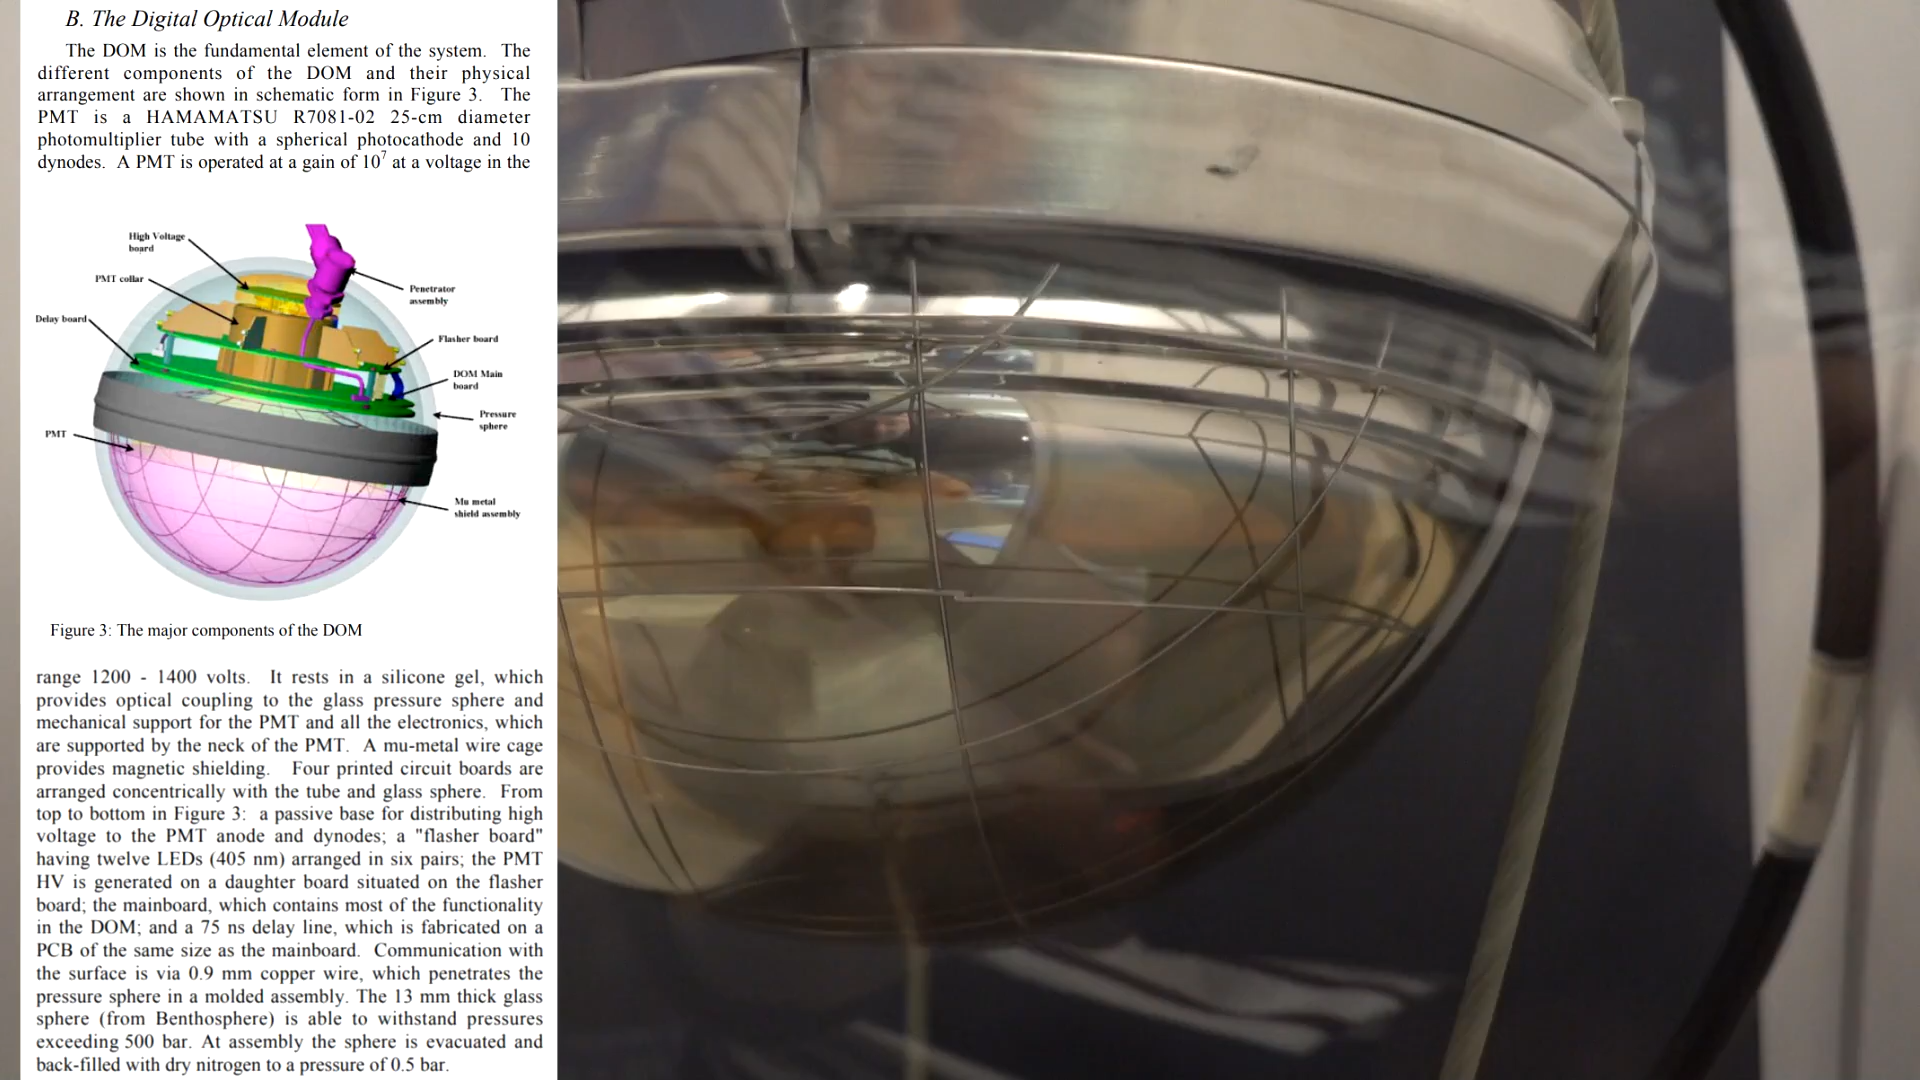 B. The Digital Optical Module
The DOM is the fundamental element of the system. The
different components of the DOM and their physical
arrangement are shown in schematic form in Figure 3. The
PMT is a HAMAMATSU R7081-02 25-cm diameter
photomultiplier tube with a spherical photocathode and 10
dynodes. A PMT is operated at a gain of 10⁷ at a voltage in the
High Voltage
board
PMT collar
Delay board
PMT
Penetrator
assembly
Flasher board
DOM Main
board
Pressure
sphere
Mu metal
shield assembly
Figure 3: The major components of the DOM
range 1200 - 1400 volts. It rests in a silicone gel, which
provides optical coupling to the glass pressure sphere and
mechanical support for the PMT and all the electronics, which
are supported by the neck of the PMT. A mu-metal wire cage
provides magnetic shielding. Four printed circuit boards are
arranged concentrically with the tube and glass sphere. From
top to bottom in Figure 3: a passive base for distributing high
voltage to the PMT anode and dynodes; a "flasher board"
having twelve LEDs (405 nm) arranged in six pairs; the PMT
HV is generated on a daughter board situated on the flasher
board; the mainboard, which contains most of the functionality
in the DOM; and a 75 ns delay line, which is fabricated on a
PCB of the same size as the mainboard. Communication with
the surface is via 0.9 mm copper wire, which penetrates the
pressure sphere in a molded assembly. The 13 mm thick glass
sphere (from Benthosphere) is able to withstand pressures
exceeding 500 bar. At assembly the sphere is evacuated and
back-filled with dry nitrogen to a pressure of 0.5 bar.